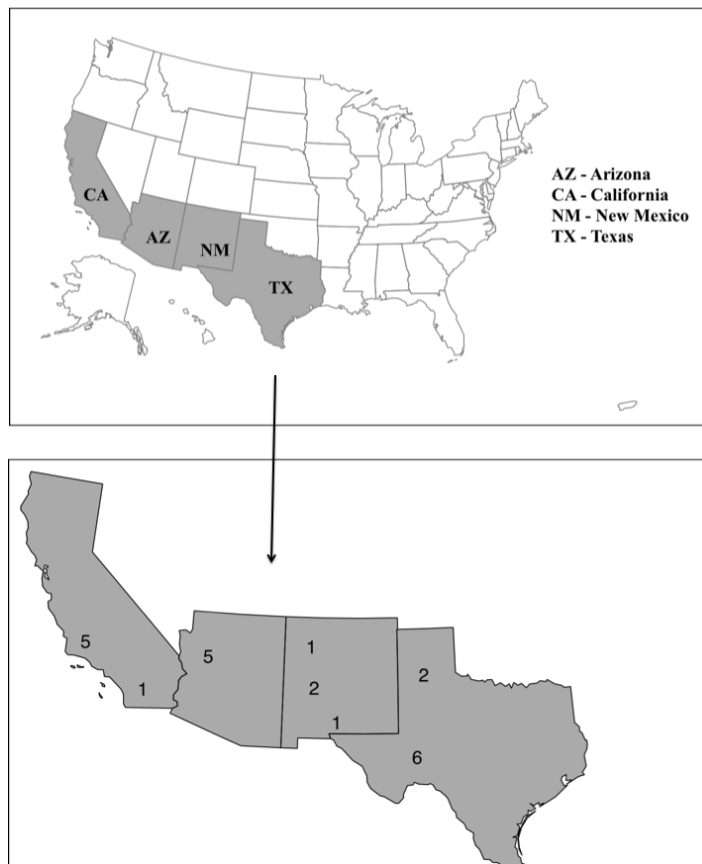 CA
AZ
NM
TX
AZ - Arizona
CA - California
NM - New Mexico
TX - Texas
5
1
5
1
2
1
2
6